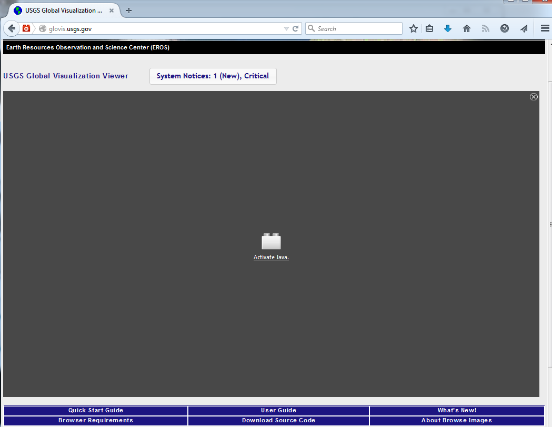 USGS Global Visualization ...
glovis.usgs.gov
Search
Earth Resources Observation and Science Center (EROS)
USGS Global Visualization Viewer
System Notices: 1 (New), Critical
Activate Java.
Quick Start Guide
User Guide
What's New!
Browser Requirements
Download Source Code
About Browse Images